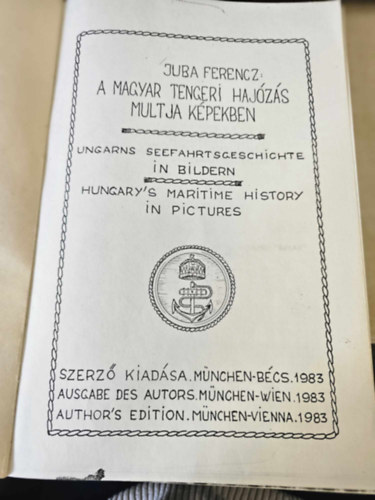 JUBA FERENCZ:
A MAGYAR TENGERI HAJÓZÁS
MULTJA KÉPEKBEN
UNGARNS SEEFAHRTSGESCHICHTE
IN BILDERN
HUNGARY'S MARITIME HISTORY
IN PICTURES
SZERZŐ KIADÁSA. MÜNCHEN-BÉCS. 1983
AUSGABE DES AUTORS. MÜNCHEN-WIEN. 1983
AUTHOR'S EDITION. MÜNCHEN-VIENNA. 1983